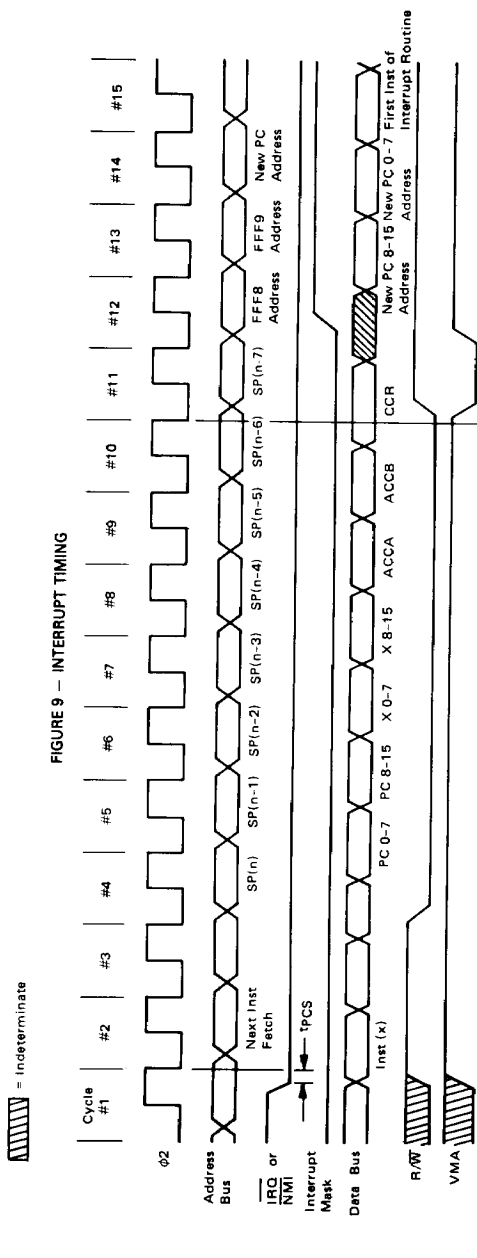 = Indeterminate
FIGURE 9 — INTERRUPT TIMING
Cycle
#1
#2
#3
#4
#5
#6
#7
#8
#9
#10
#11
#12
#13
#14
#15
φ2
Address
Bus
Next Inst
Fetch
SP(n)
SP(n-1)
SP(n-2)
SP(n-3)
SP(n-4)
SP(n-5)
SP(n-6)
SP(n-7)
FFF8
Address
FFF9
Address
New PC
Address
IRQ or
NMI
tPCS
Interrupt
Mask
Data Bus
Inst (x)
PC 0-7
PC 8-15
X 0-7
X 8-15
ACCA
ACCB
CCR
New PC 8-15
Address
New PC 0-7
Address
First Inst of
Interrupt Routine
R/W
VMA